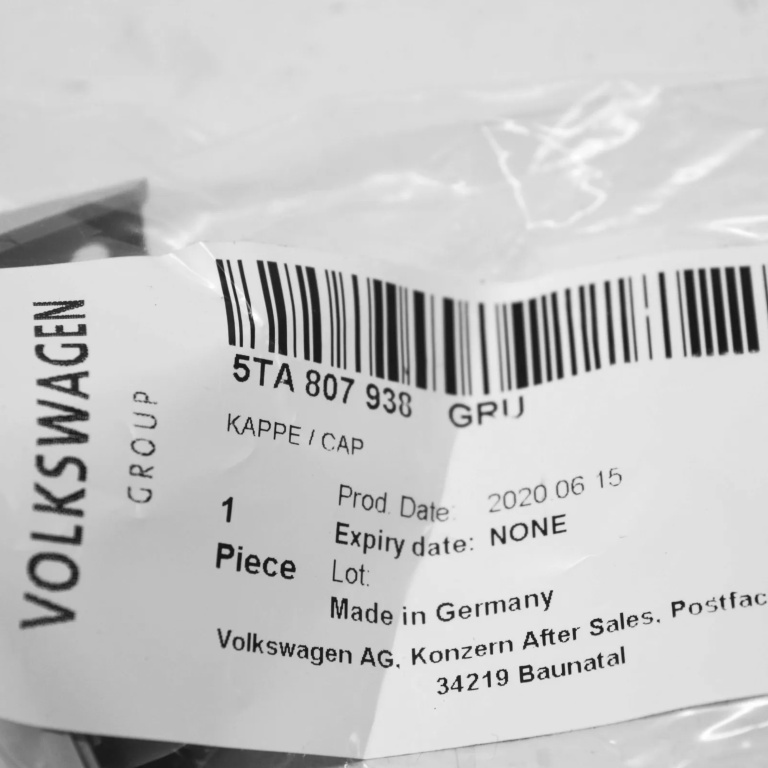 VOLKSWAGEN
GROUP
5TA 807 938 GRU
KAPPE / CAP
1
Piece
Prod. Date: 2020 06 15
Expiry date: NONE
Lot:
Made in Germany
Volkswagen AG, Konzern After Sales, Postfac
34219 Baunatal